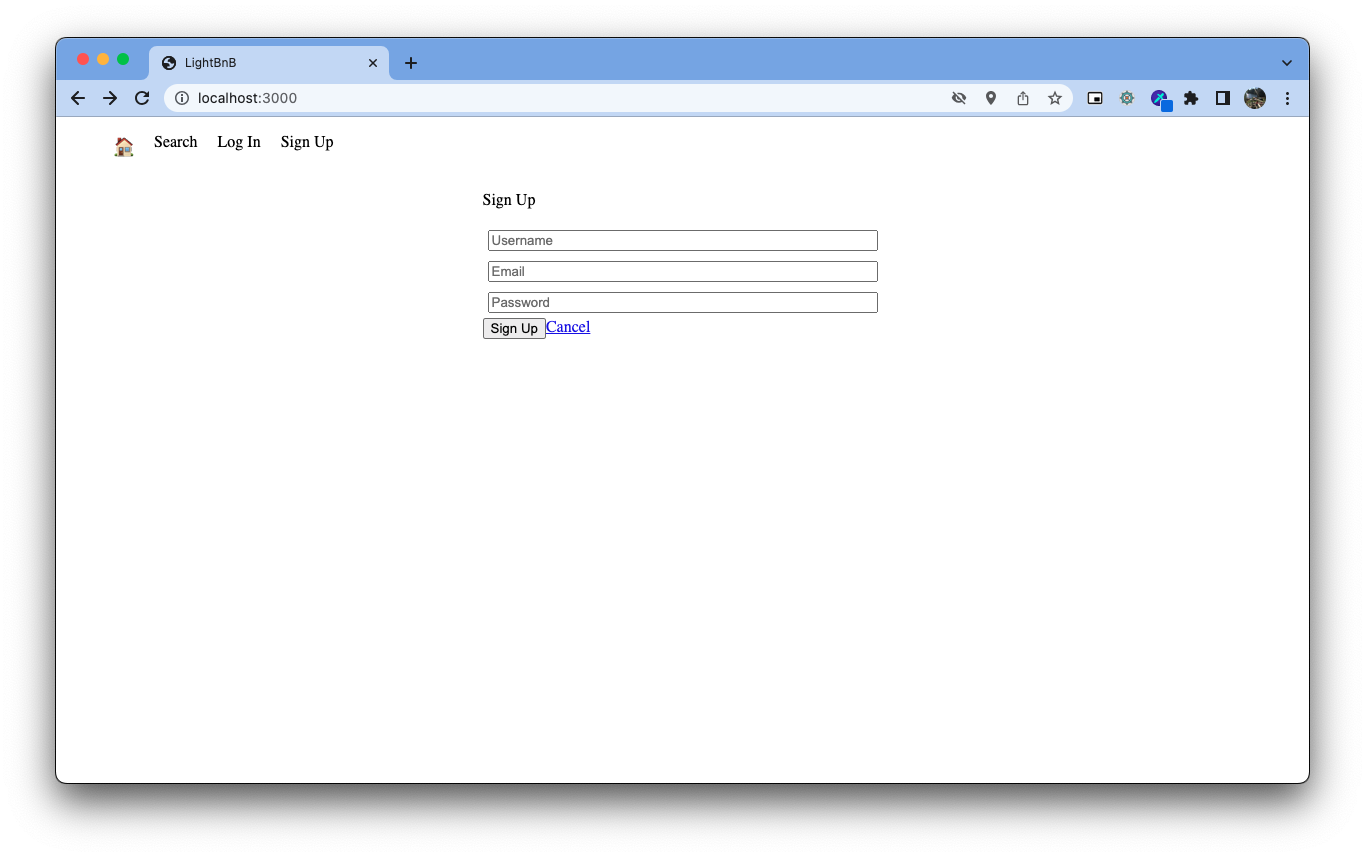 LightBnB
localhost:3000
Search Log In Sign Up
Sign Up
Username
Email
Password
Sign Up Cancel